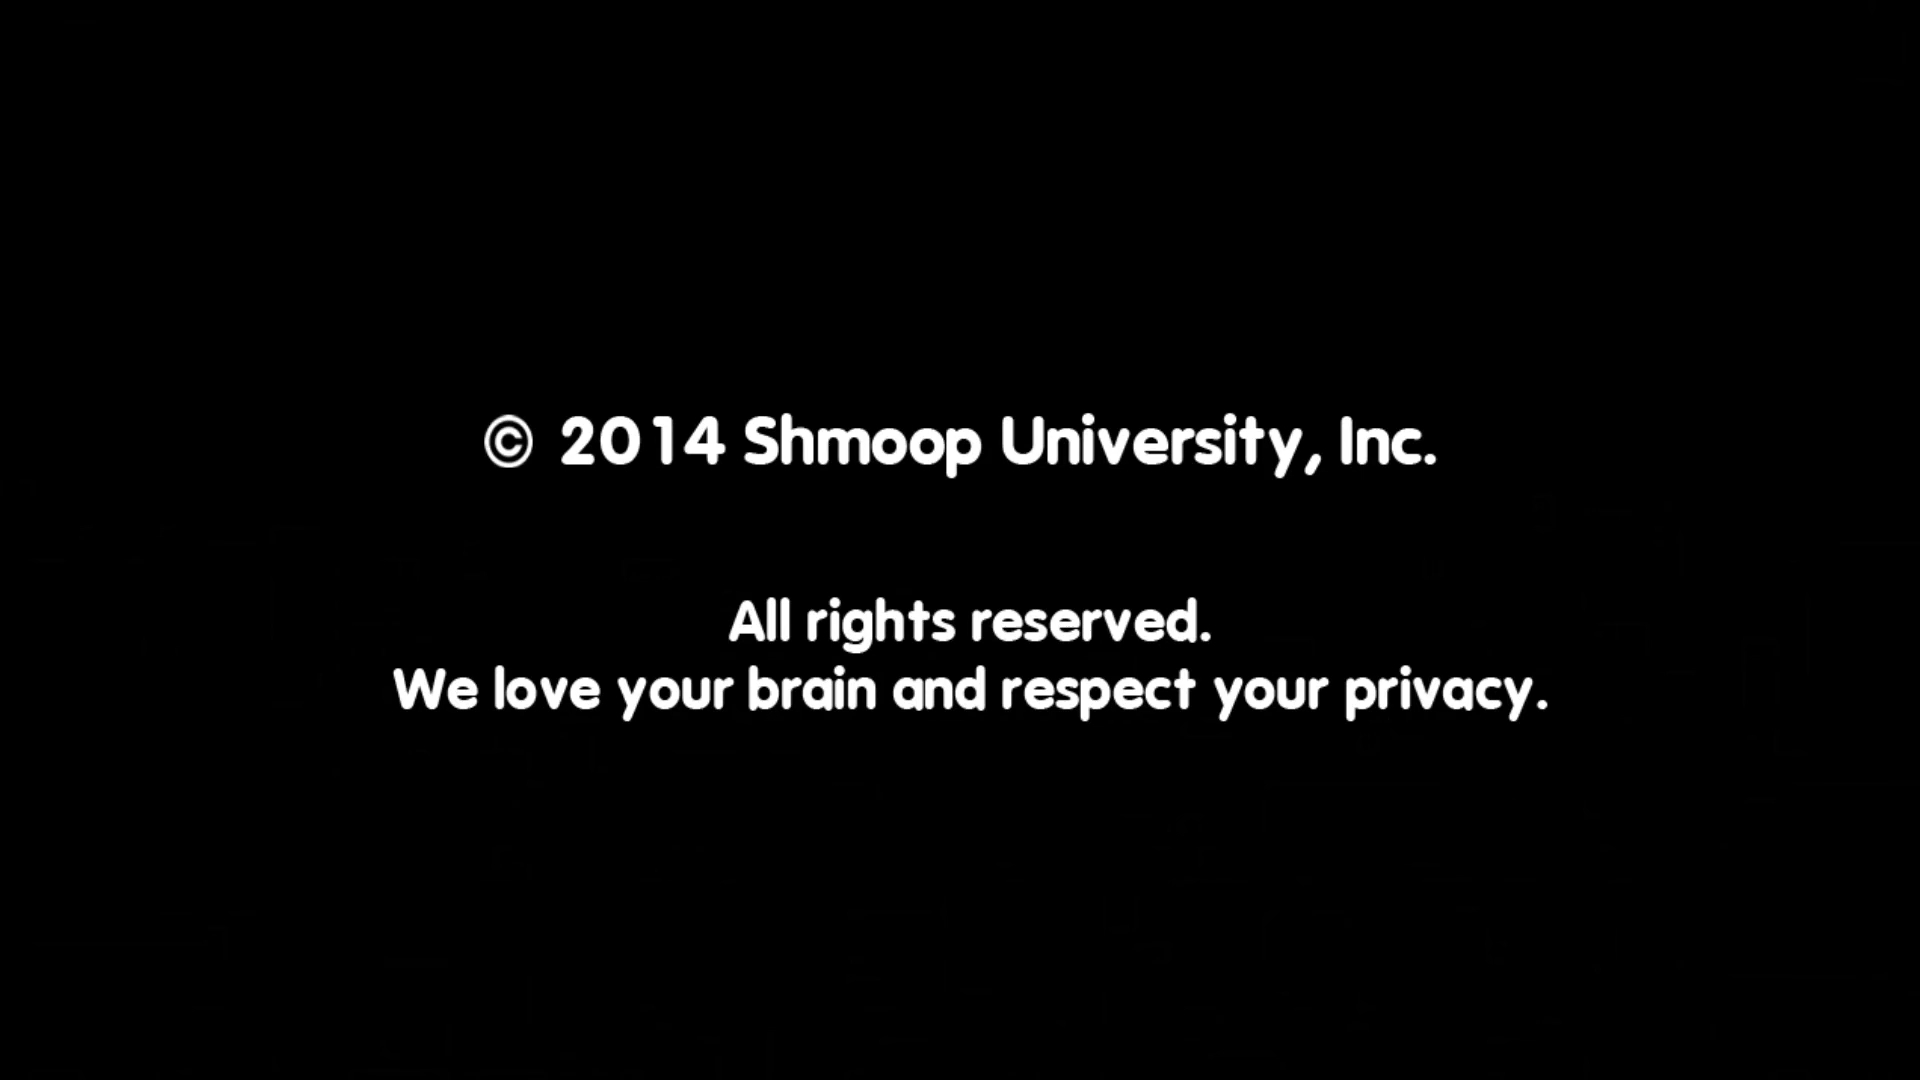 © 2014 Shmoop University, Inc.
All rights reserved.
We love your brain and respect your privacy.